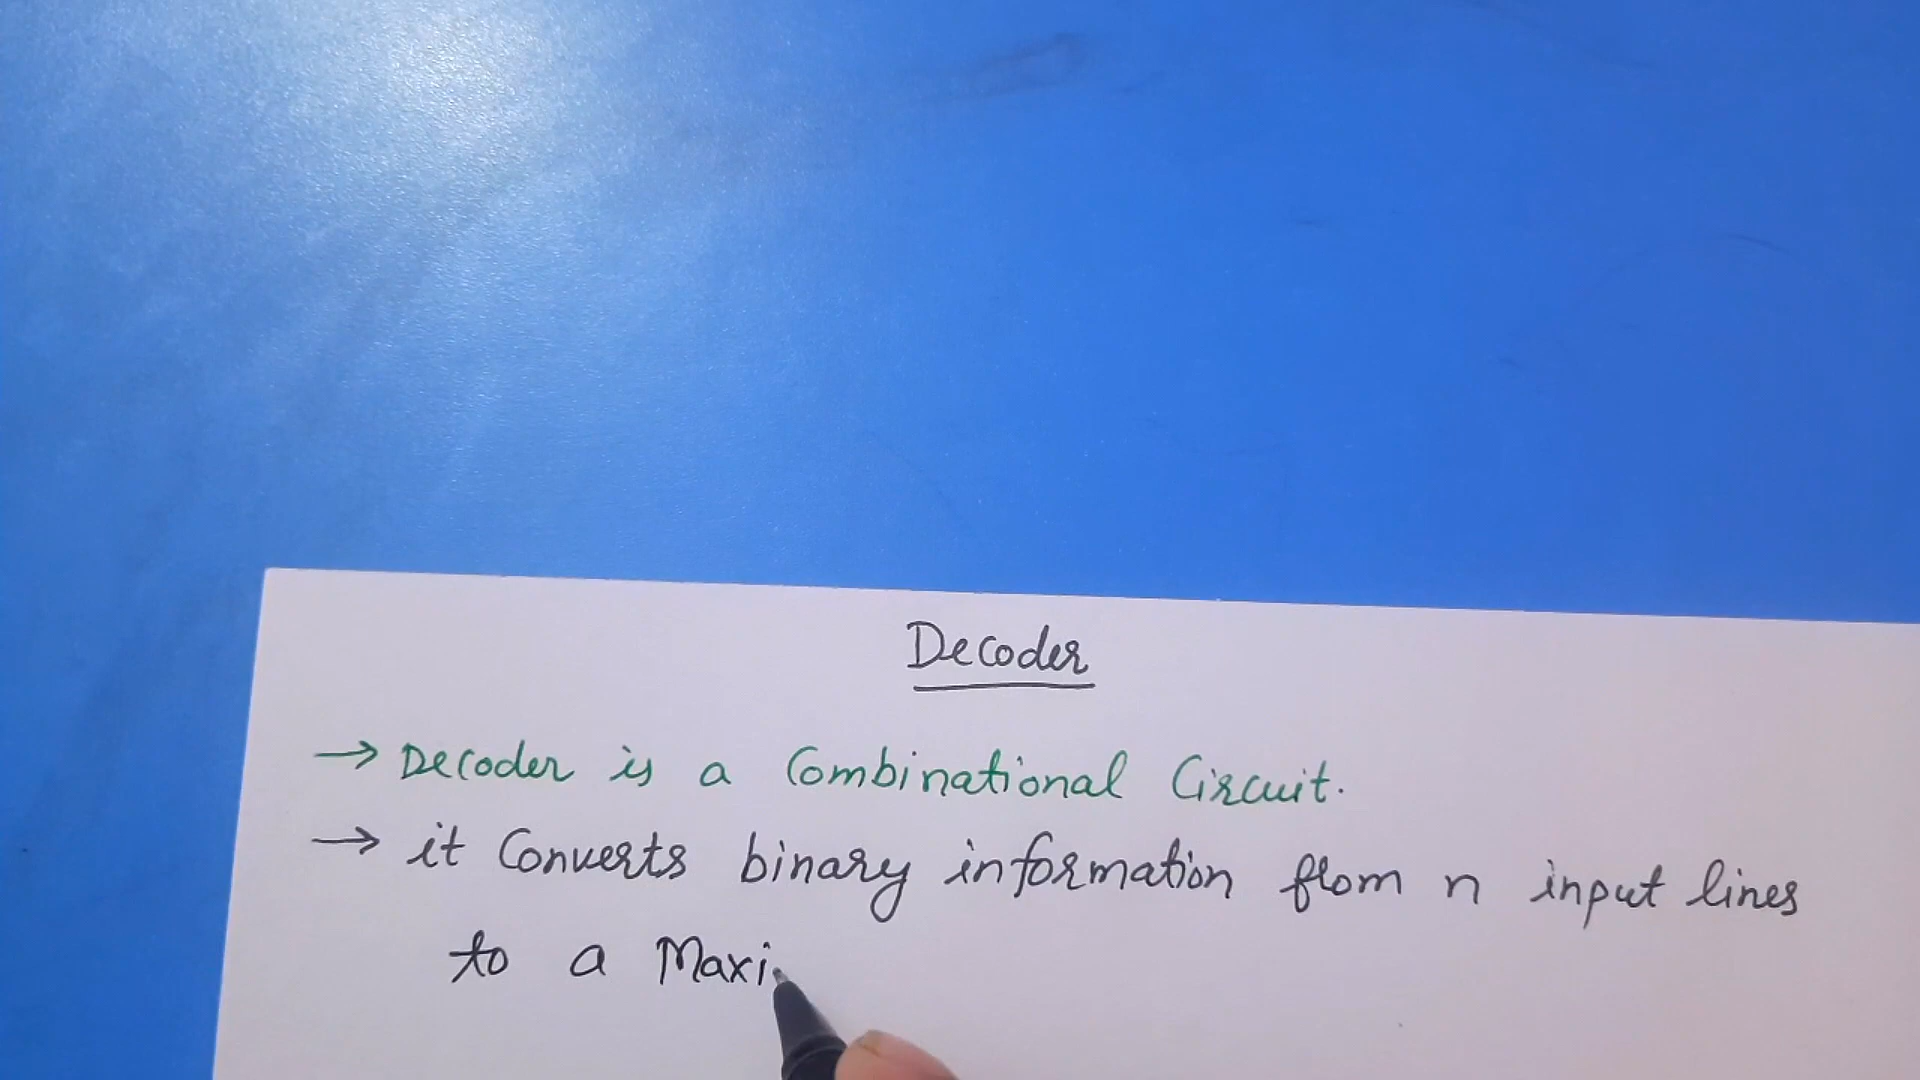 Decoder
→ Decoder is a Combinational Circuit.
→ it Converts binary information from n input lines
to a Maxi